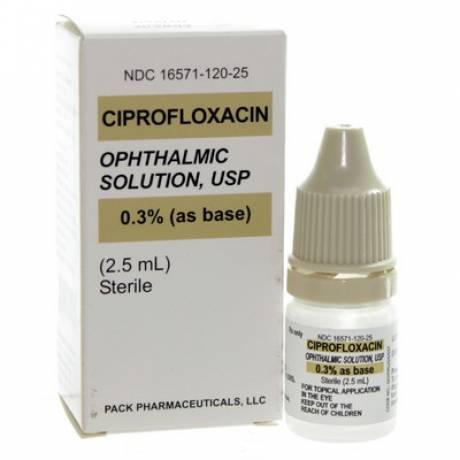 NDC 16571-120-25
CIPROFLOXACIN
OPHTHALMIC
SOLUTION, USP
0.3% (as base)
(2.5 mL)
Sterile
PACK PHARMACEUTICALS, LLC
Rx only
NDC 16571-120-25
CIPROFLOXACIN
OPHTHALMIC SOLUTION, USP
0.3% as base
Sterile (2.5 mL)
FOR TOPICAL APPLICATION
IN THE EYE
KEEP OUT OF THE
REACH OF CHILDREN